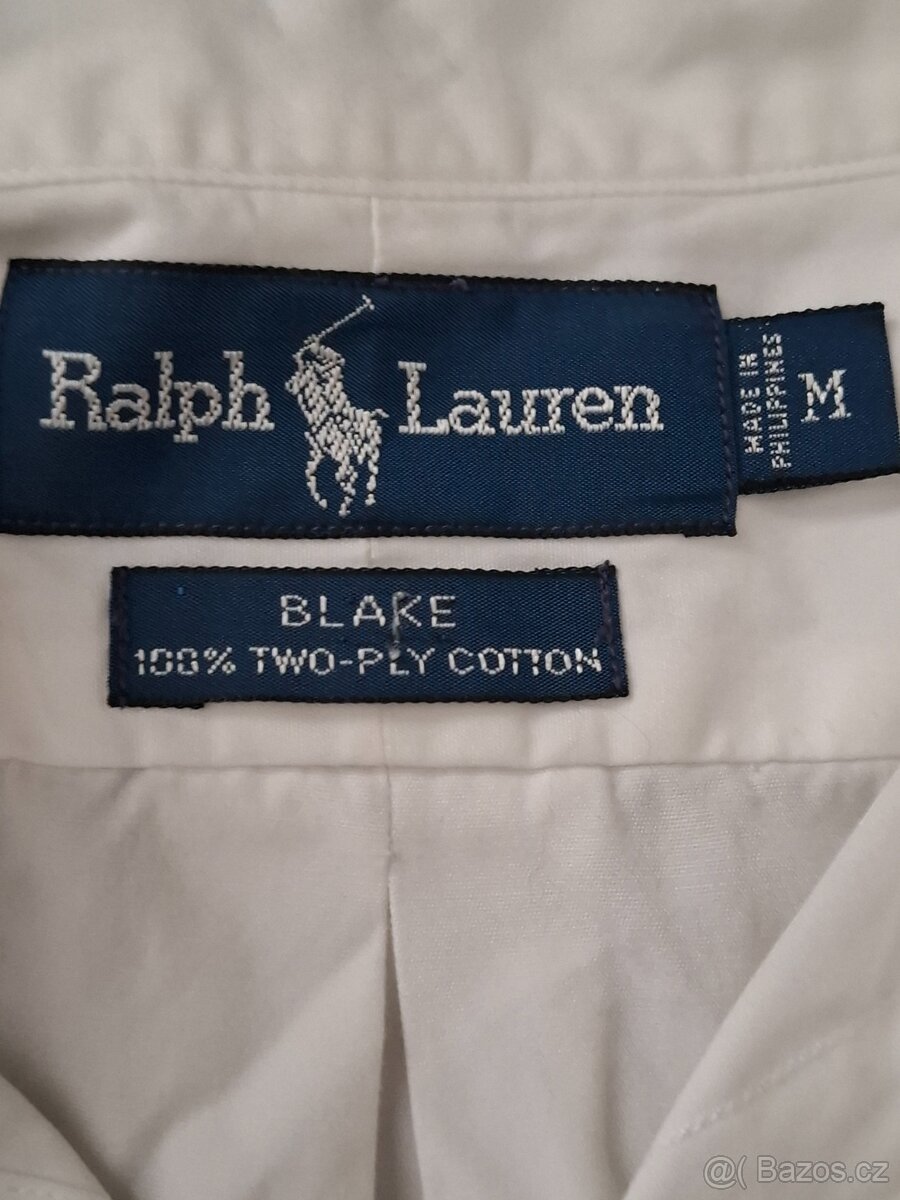 Ralph Lauren
MADE IN
PHILIPPINES
M
BLAKE
100% TWO-PLY COTTON
@( Bazos.cz